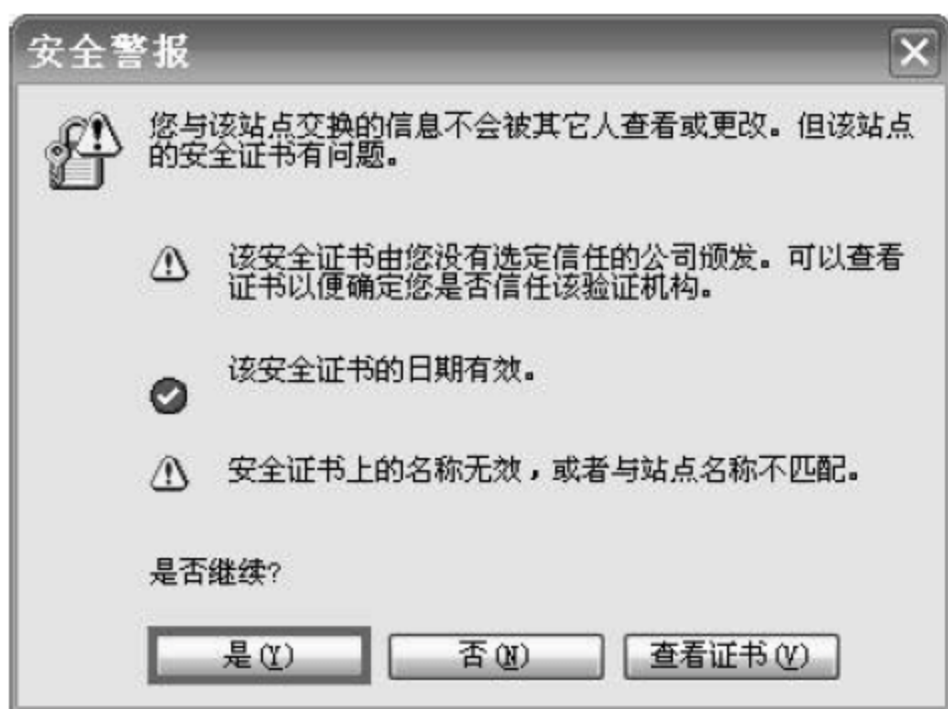 安全警报
您与该站点交换的信息不会被其它人查看或更改。但该站点
的安全证书有问题。
该安全证书由您没有选定信任的公司颁发。可以查看
证书以便确定您是否信任该验证机构。
该安全证书的日期有效。
安全证书上的名称无效，或者与站点名称不匹配。
是否继续?
是(Y) 否(N) 查看证书(V)